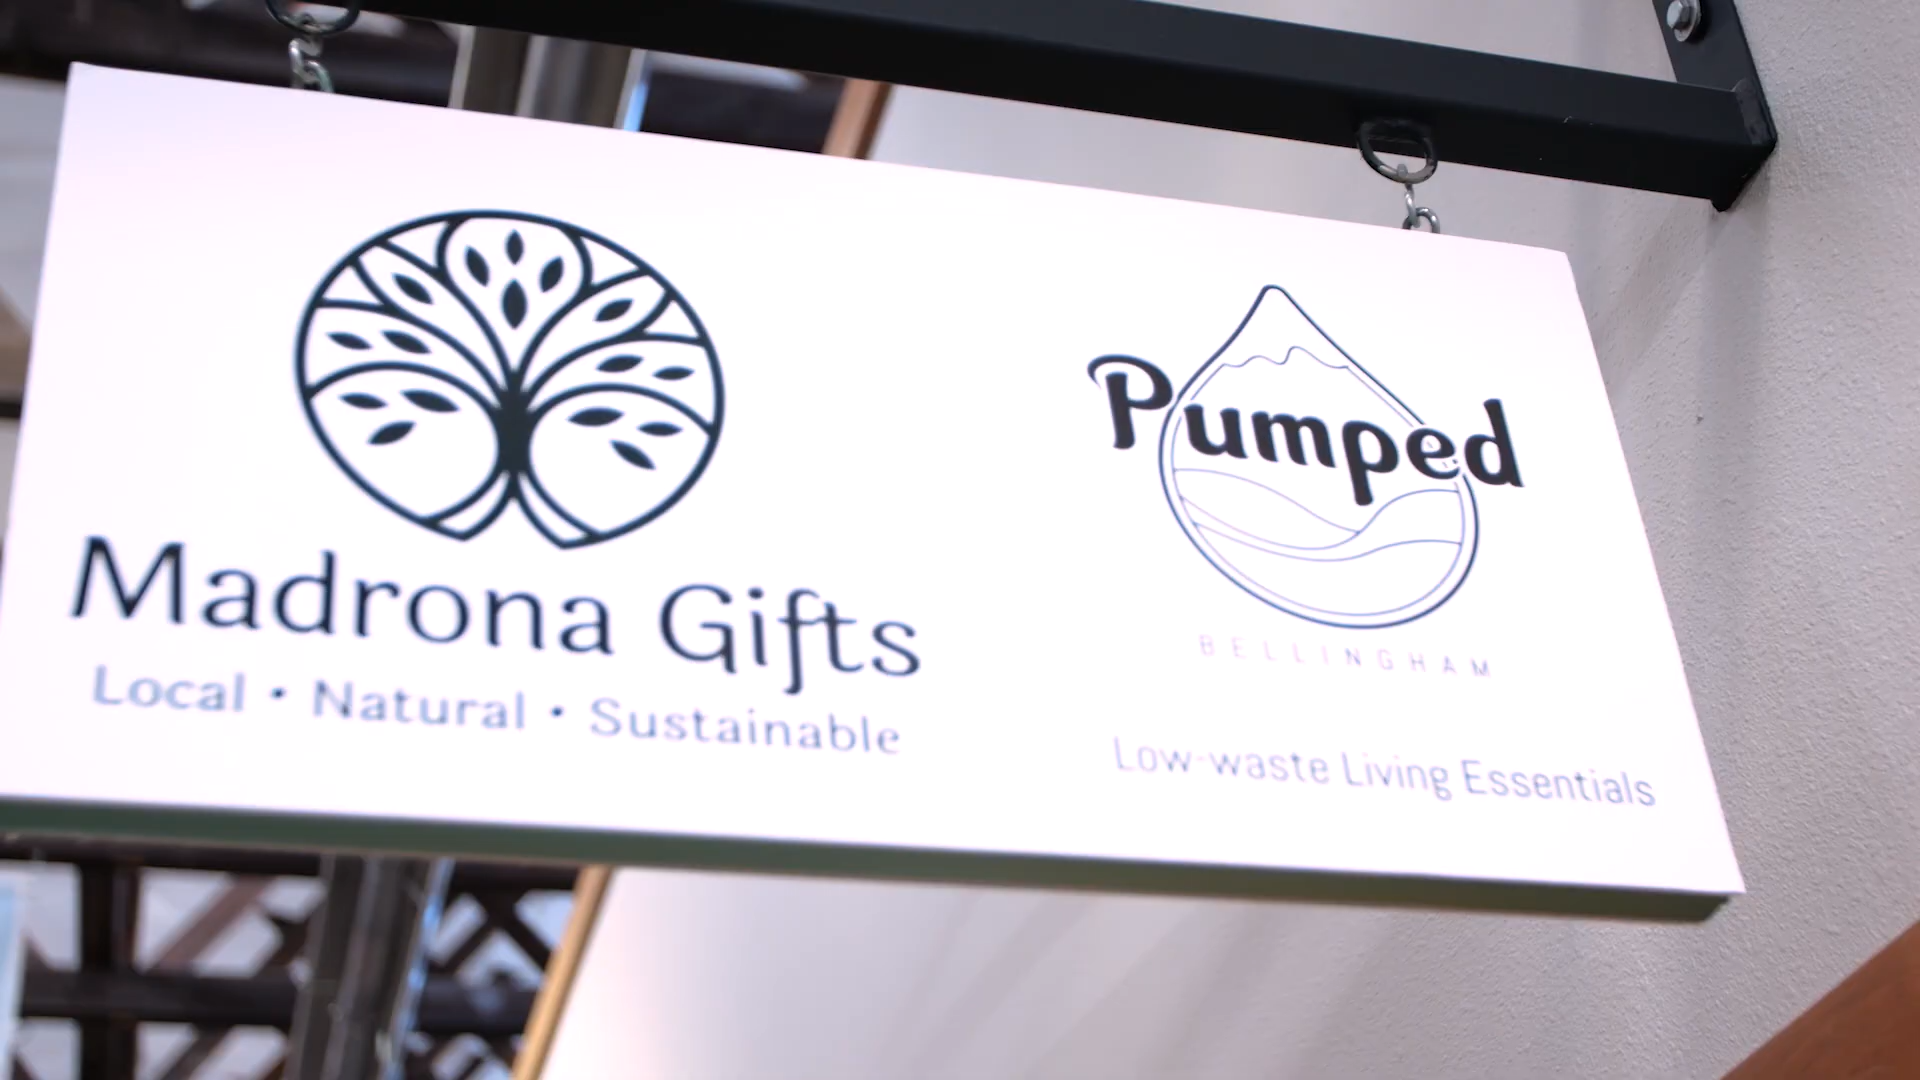 Madrona Gifts
Local • Natural • Sustainable
Pumped
BELLINGHAM
Low-waste Living Essentials